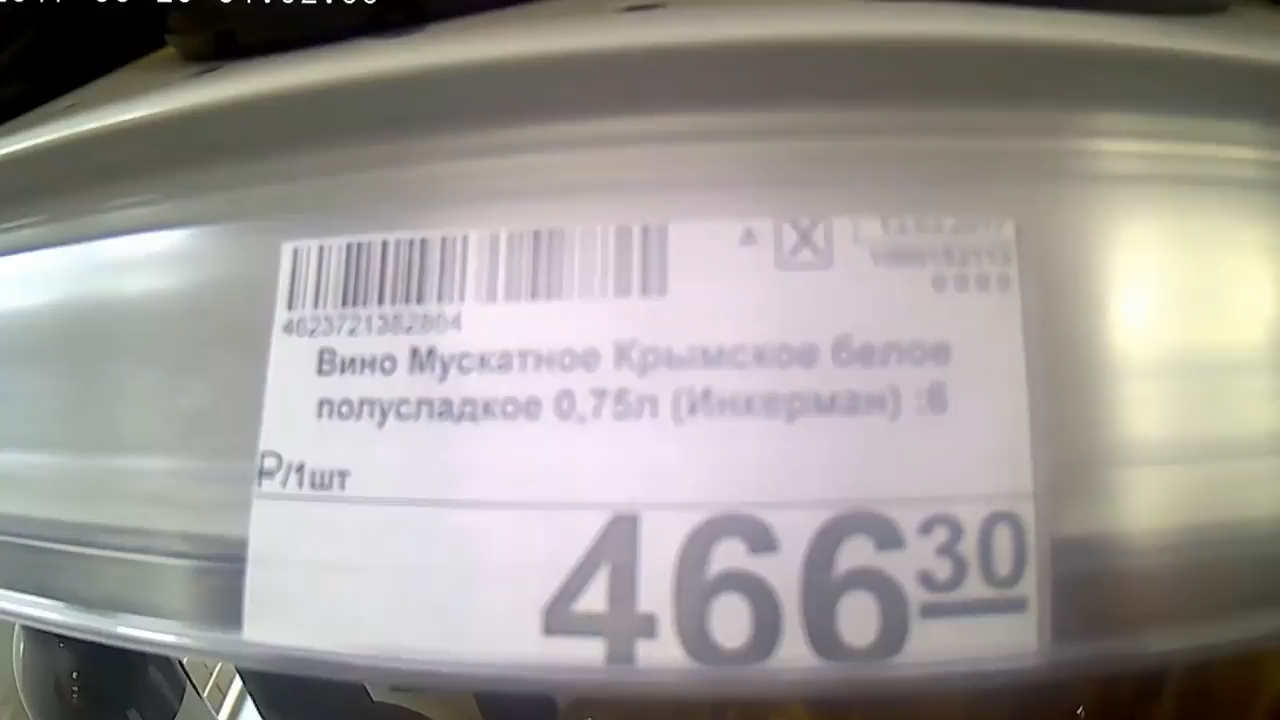 4623721382804
Вино Мускатное Крымское белое
полусладкое 0,75л (Инкерман) :6
₽/1шт
466 30